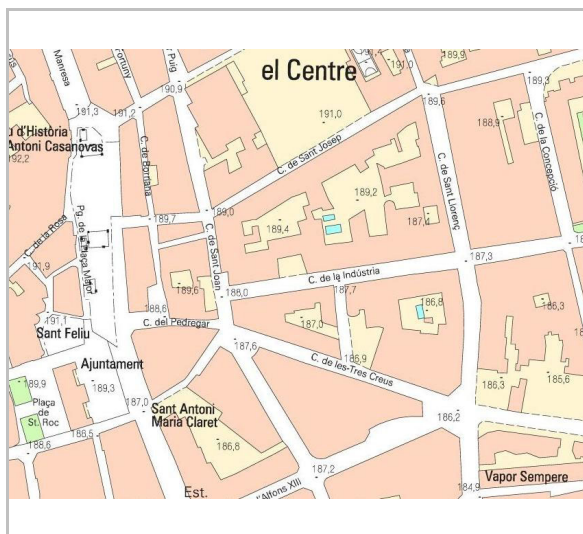 Manresa
Fortuny
Puig
el Centre
191,0
189,9
190,9
189,6
189,3
191,3
191,2
191,0
188,9
C. de la Concepció
d'Història
Antoni Casanovas
192,2
C. de Borriana
C. de Sant Josep
C. de Sant Llorenç
189,2
187,4
C. de la Rosa
Pg. de la Plaça Major
189,7
189,0
C. de Sant Joan
189,4
187,3
191,9
C. de la Indústria
189,6
188,0
187,7
188,6
186,8
186,3
191,1
Sant Feliu
C. del Pedregar
187,0
187,6
186,9
Ajuntament
C. de les Tres Creus
189,9
189,3
186,3
185,6
Plaça
de
St. Roc
187,0
Sant Antoni
Maria Claret
186,2
188,6
186,5
186,8
187,2
Est.
d'Alfons XIII
184,9
Vapor Sempere